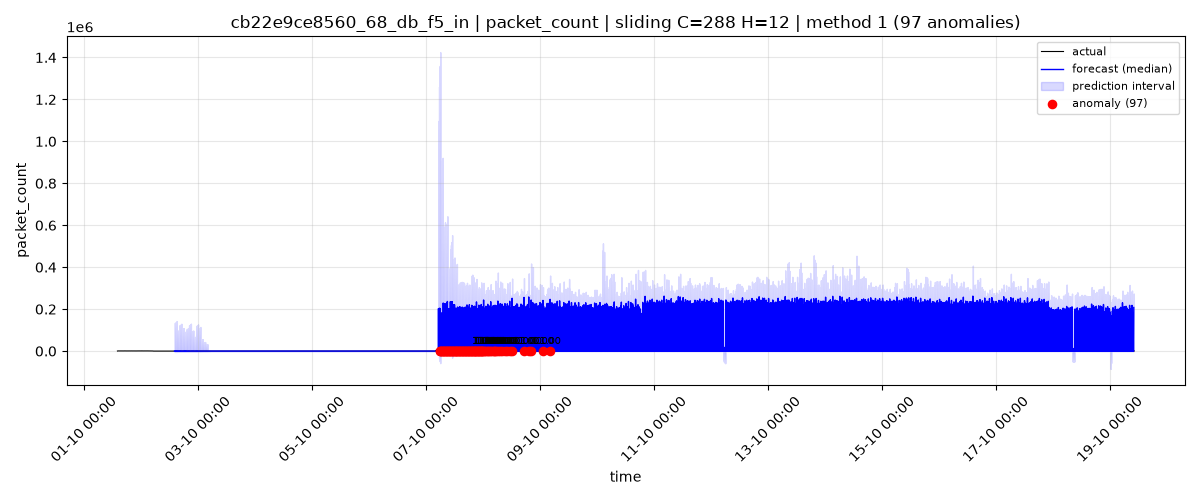 cb22e9ce8560_68_db_f5_in | packet_count | sliding C=288 H=12 | method 1 (97 anomalies)
1e6
actual
forecast (median)
prediction interval
anomaly (97)
1.4
1.2
1.0
0.8
0.6
0.4
0.2
0.0
packet_count
01-10 00:00
03-10 00:00
05-10 00:00
07-10 00:00
09-10 00:00
11-10 00:00
13-10 00:00
15-10 00:00
17-10 00:00
19-10 00:00
time